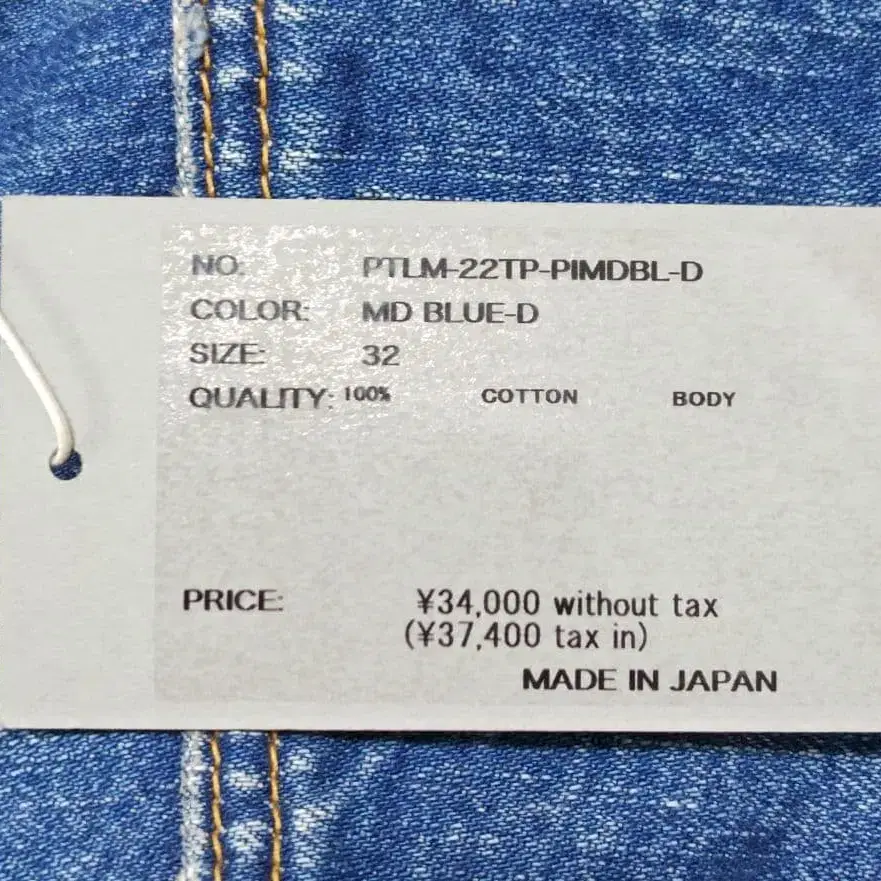 NO. PTLM-22TP-PIMDBL-D
COLOR: MD BLUE-D
SIZE: 32
QUALITY: 100% COTTON BODY
PRICE: ¥34,000 without tax
(¥37,400 tax in)
MADE IN JAPAN